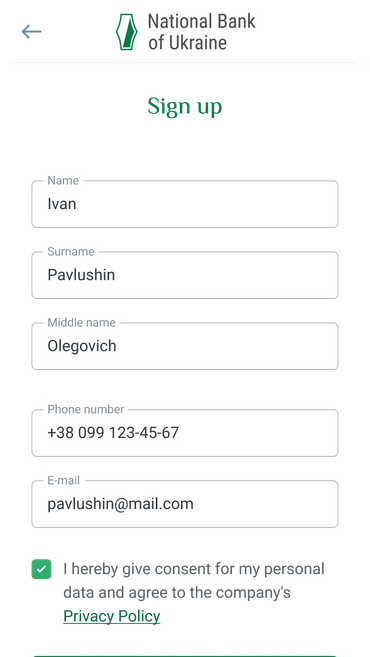 National Bank
of Ukraine
Sign up
Name
Ivan
Surname
Pavlushin
Middle name
Olegovich
Phone number
+38 099 123-45-67
E-mail
pavlushin@mail.com
I hereby give consent for my personal
data and agree to the company's
Privacy Policy